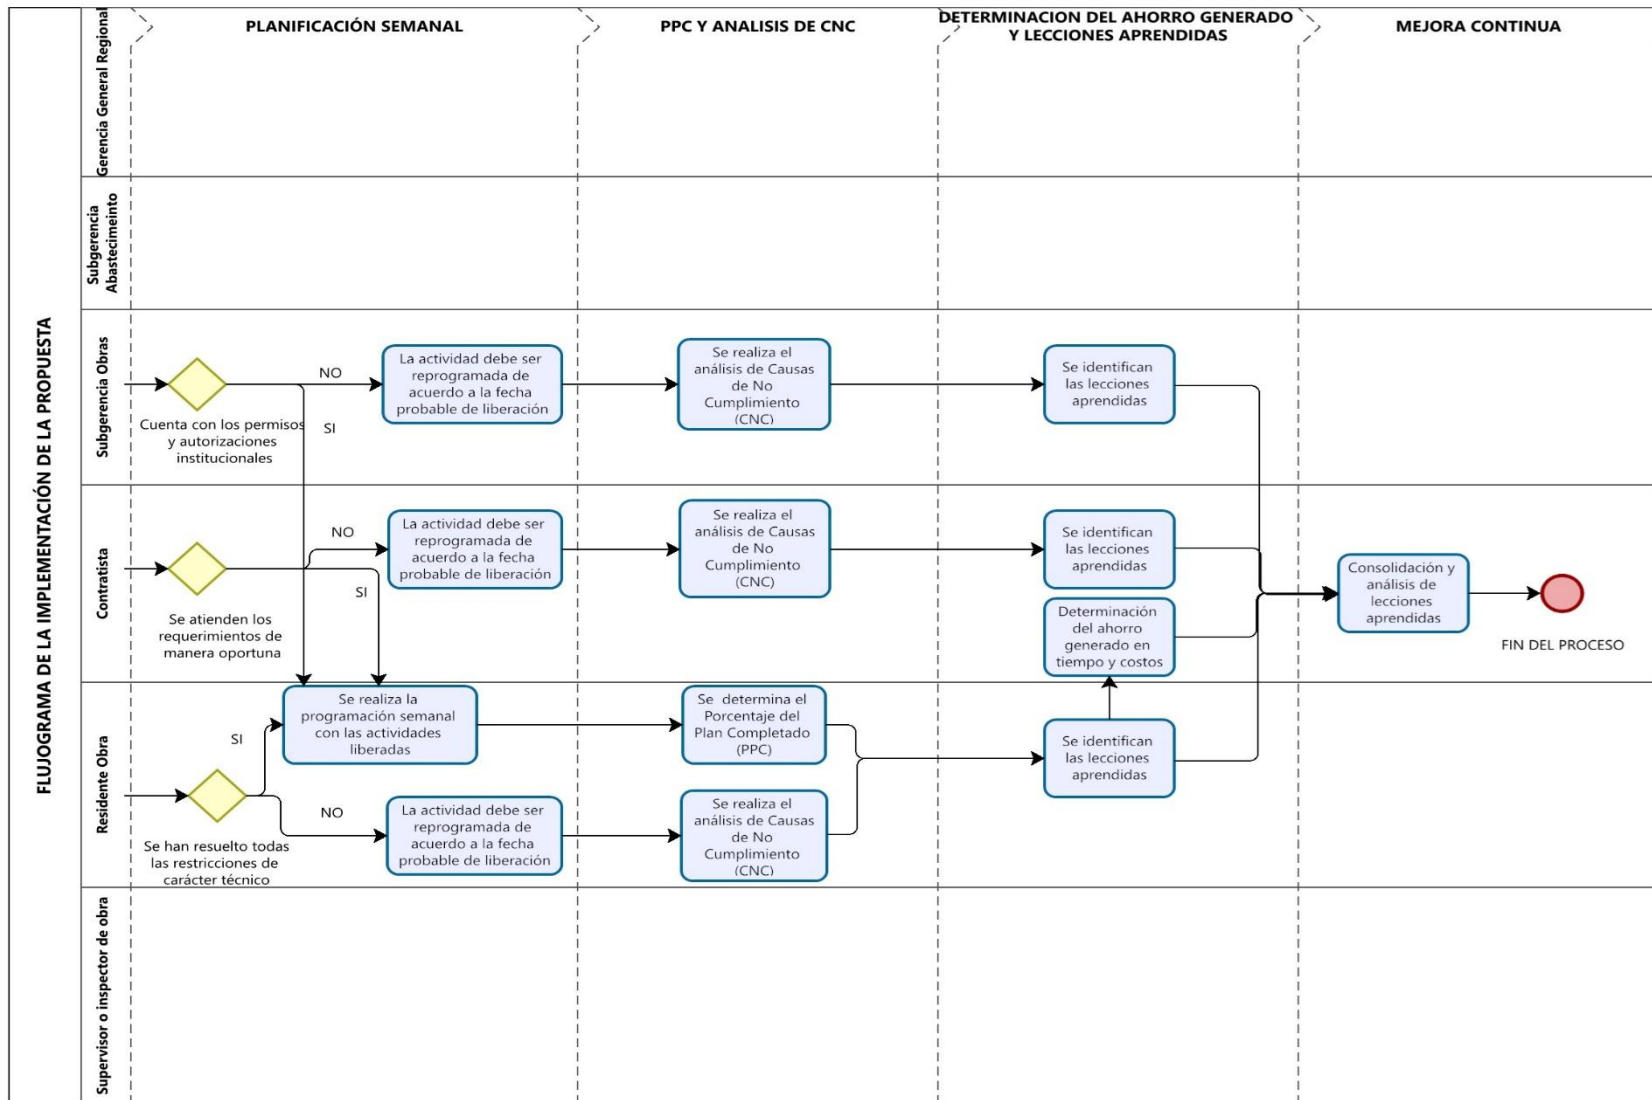 PLANIFICACIÓN SEMANAL
PPC Y ANALISIS DE CNC
DETERMINACION DEL AHORRO GENERADO
Y LECCIONES APRENDIDAS
MEJORA CONTINUA
FLUJOGRAMA DE LA IMPLEMENTACIÓN DE LA PROPUESTA
Gerencia General Regional
Subgerencia
Abastecimeinto
Subgerencia Obras
Cuenta con los permisos
y autorizaciones
institucionales
NO
SI
La actividad debe ser
reprogramada de
acuerdo a la fecha
probable de liberación
Se realiza el
análisis de Causas
de No
Cumplimiento
(CNC)
Se identifican
las lecciones
aprendidas
Contratista
Se atienden los
requerimientos de
manera oportuna
NO
SI
La actividad debe ser
reprogramada de
acuerdo a la fecha
probable de liberación
Se realiza el
análisis de Causas
de No
Cumplimiento
(CNC)
Se identifican
las lecciones
aprendidas
Determinación
del ahorro
generado en
tiempo y costos
Consolidación y
análisis de
lecciones
aprendidas
FIN DEL PROCESO
Residente Obra
Se han resuelto todas
las restricciones de
carácter técnico
SI
NO
Se realiza la
programación semanal
con las actividades
liberadas
La actividad debe ser
reprogramada de
acuerdo a la fecha
probable de liberación
Se determina el
Porcentaje del
Plan Completado
(PPC)
Se realiza el
análisis de Causas
de No
Cumplimiento
(CNC)
Se identifican
las lecciones
aprendidas
Supervisor o inspector de obra